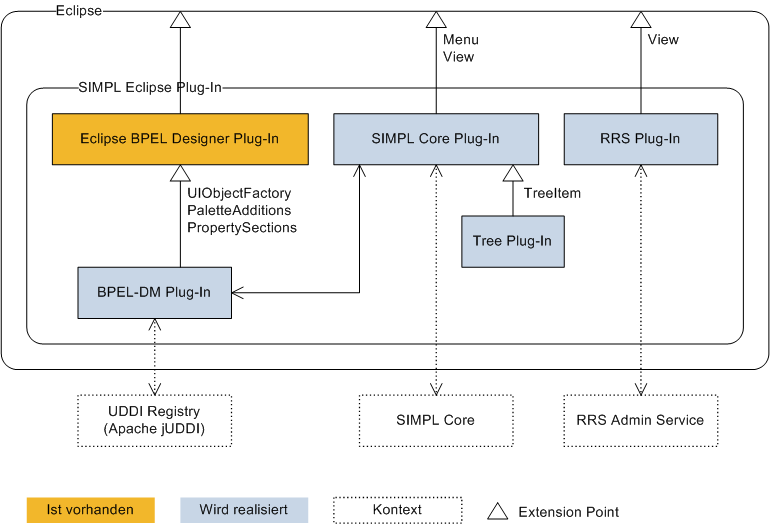 Eclipse
Menu
View
View
SIMPL Eclipse Plug-In
Eclipse BPEL Designer Plug-In
SIMPL Core Plug-In
RRS Plug-In
UIObjectFactory
PaletteAdditions
PropertySections
TreeItem
Tree Plug-In
BPEL-DM Plug-In
UDDI Registry
(Apache jUDDI)
SIMPL Core
RRS Admin Service
Ist vorhanden
Wird realisiert
Kontext
Extension Point